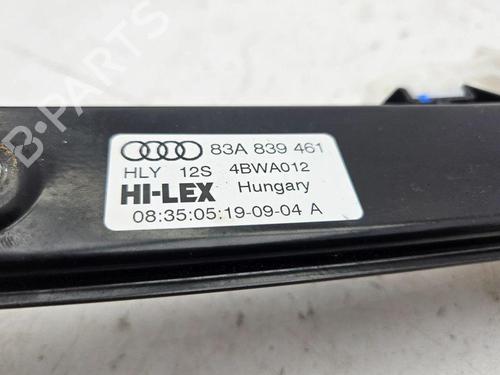 83A 839 461
HLY 12S 4BWA012
HI-LEX Hungary
08:35:05:19-09-04 A
B-PARTS